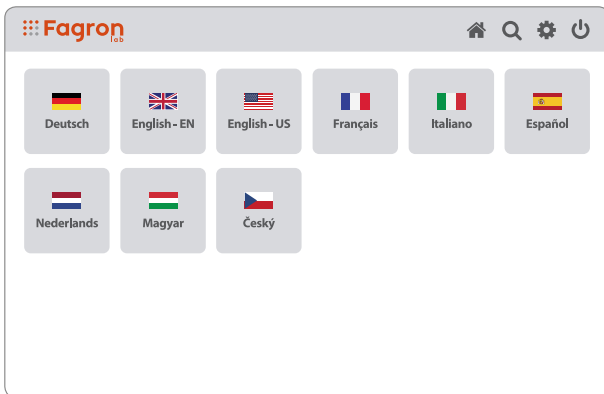 Fagron
lab
Deutsch
English - EN
English - US
Français
Italiano
Español
Nederlands
Magyar
Český